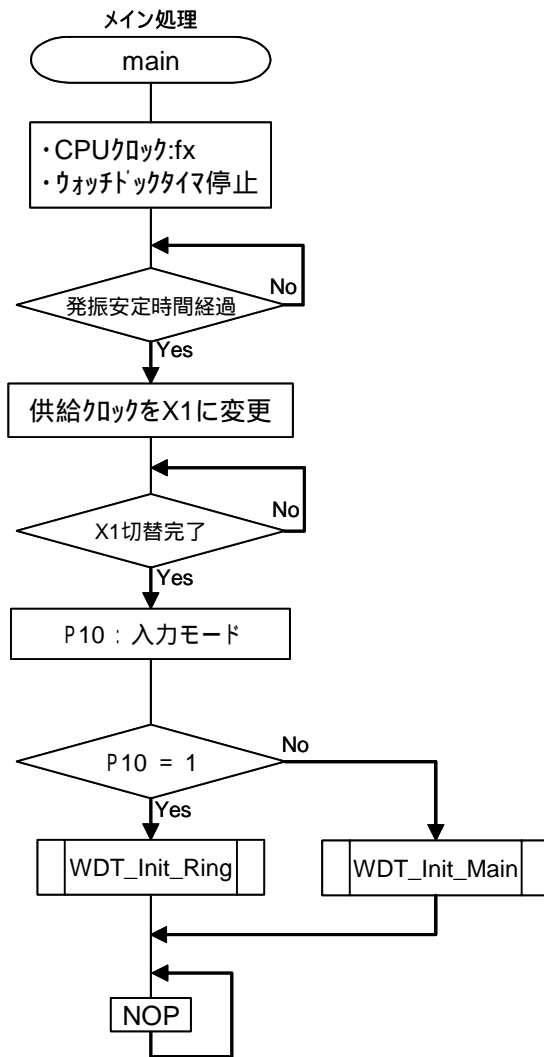 メイン処理
main
・CPUｸﾛｯｸ:fx
・ｳｫｯﾁﾄﾞｯｸﾀｲﾏ停止
No
発振安定時間経過
Yes
供給ｸﾛｯｸをX1に変更
No
X1切替完了
Yes
P10：入力モード
No
P10 = 1
Yes
WDT_Init_Ring
WDT_Init_Main
NOP